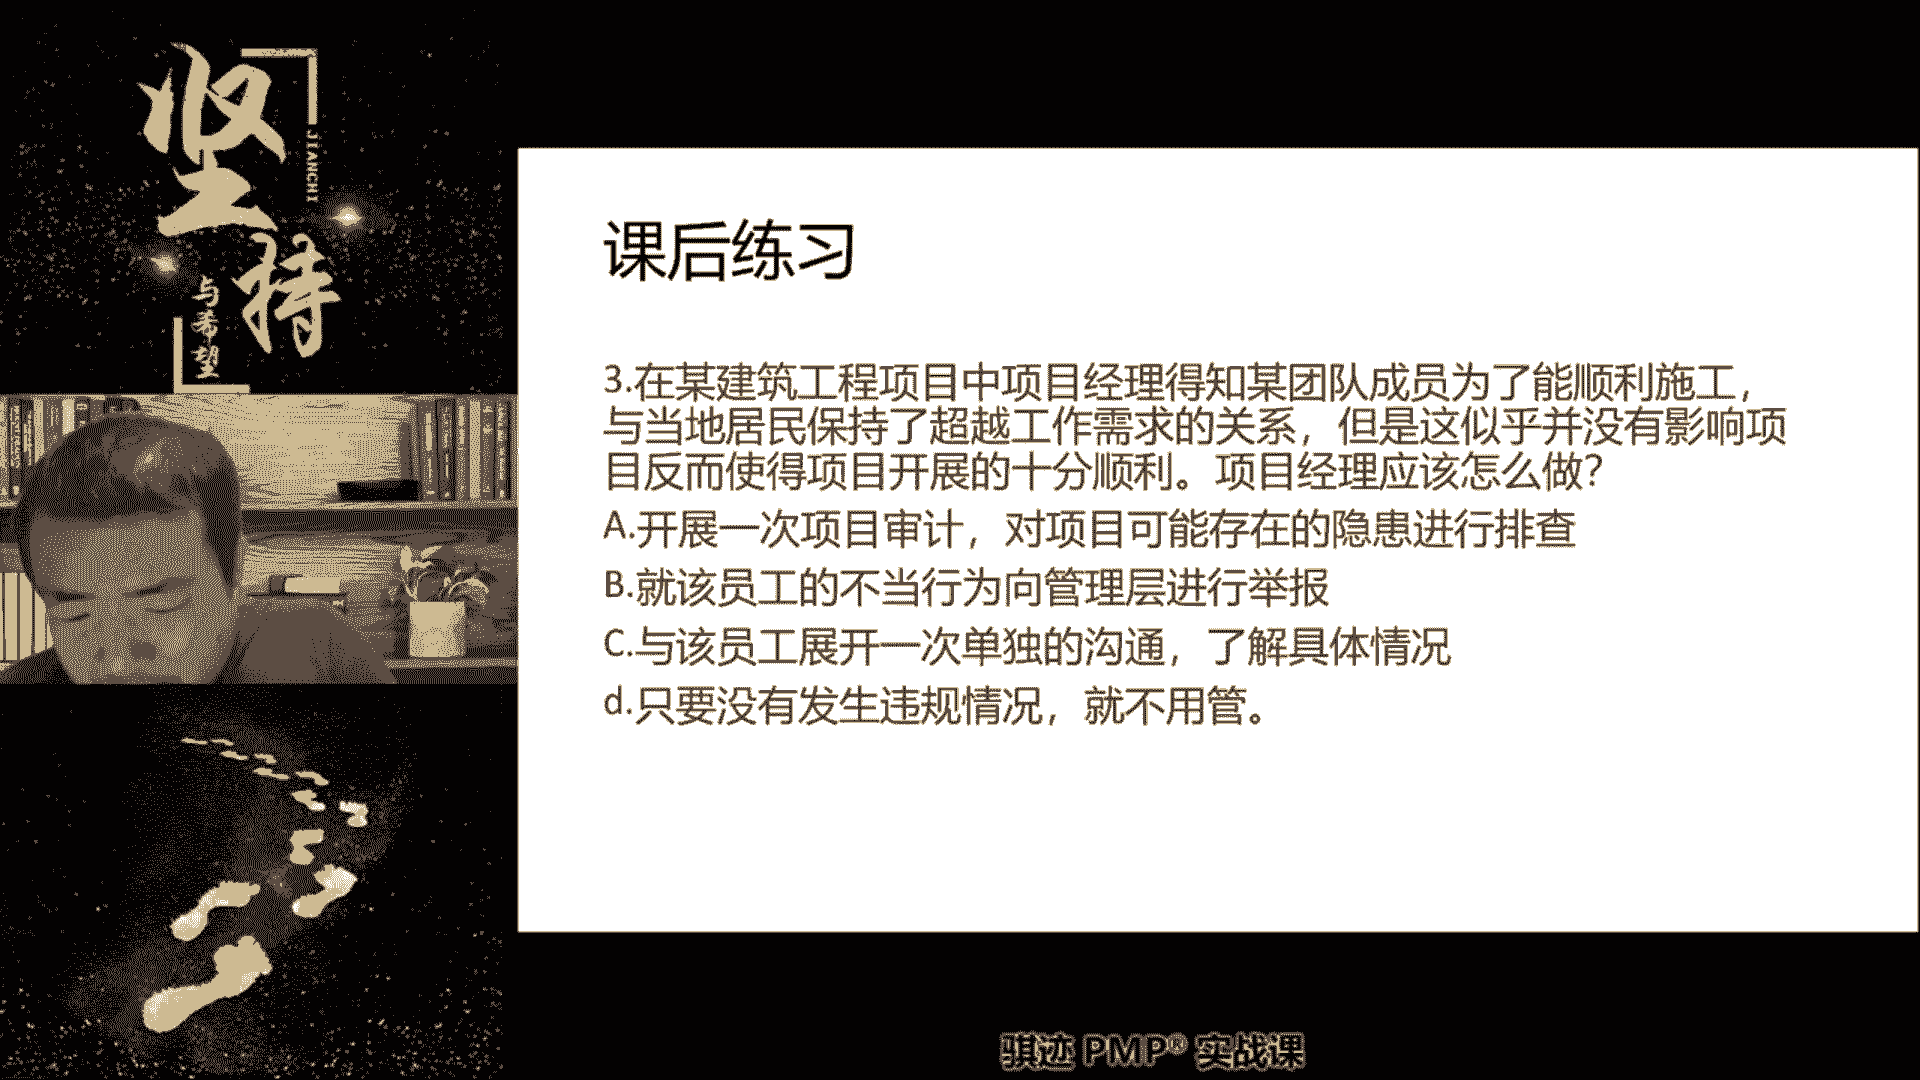 坚持
JIANCHI
与希望
课后练习
3.在某建筑工程项目中项目经理得知某团队成员为了能顺利施工，
与当地居民保持了超越工作需求的关系，但是这似乎并没有影响项
目反而使得项目开展的十分顺利。项目经理应该怎么做？
A.开展一次项目审计，对项目可能存在的隐患进行排查
B.就该员工的不当行为向管理层进行举报
C.与该员工展开一次单独的沟通，了解具体情况
d.只要没有发生违规情况，就不用管。
骐迹 PMP® 实战课